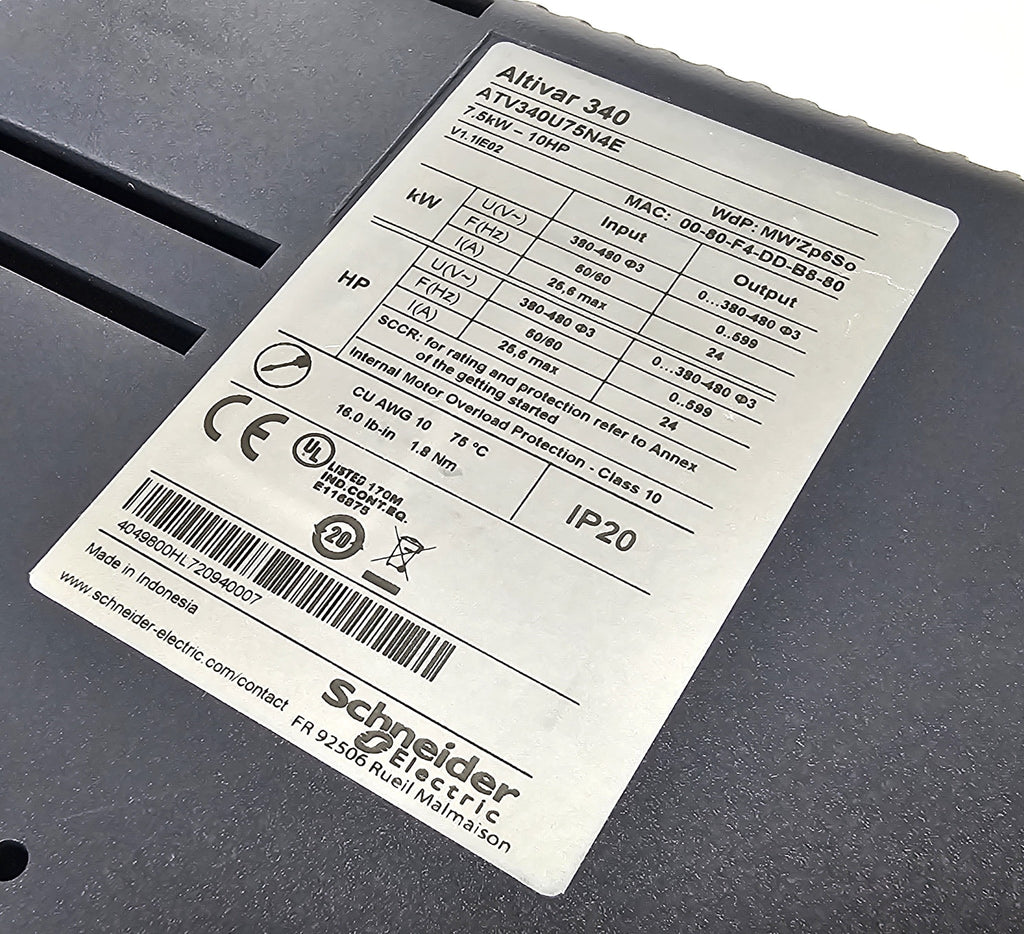 Altivar 340
ATV340U75N4E
7.5kW – 10HP
V1.1IE02
WdP: MW'Zp6So
MAC: 00-80-F4-DD-B8-80
Input Output
kW U(V~) 380-480 Φ3 0...380-480 Φ3
F(Hz) 50/60 0..599
I(A) 26,6 max 24
HP U(V~) 380-480 Φ3 0...380-480 Φ3
F(Hz) 50/60 0..599
I(A) 26,6 max 24
SCCR: for rating and protection refer to Annex
of the getting started
Internal Motor Overload Protection - Class 10
CU AWG 10 75 °C
16.0 lb-in 1.8 Nm
IP20
CE
UL
LISTED 170M
IND.CONT.EQ.
E116875
20
4049800HL720940007
Made in Indonesia
www.schneider-electric.com/contact
Schneider
Electric
FR 92506 Rueil Malmaison